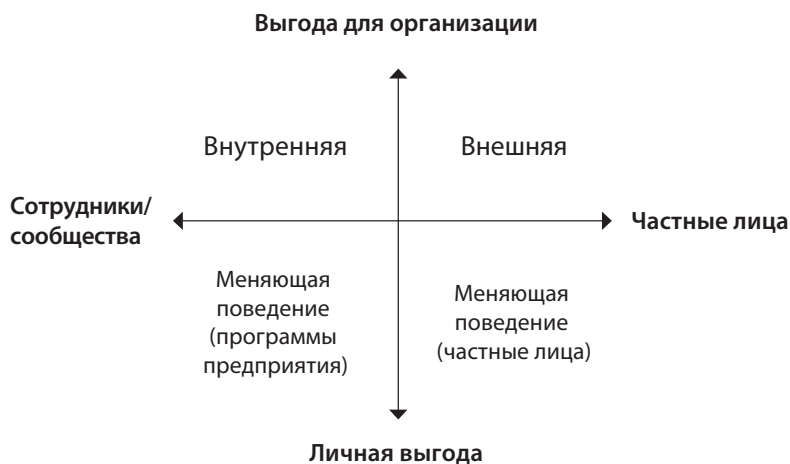 Выгода для организации
Внутренняя
Внешняя
Сотрудники/
сообщества
Частные лица
Меняющая
поведение
(программы
предприятия)
Меняющая
поведение
(частные лица)
Личная выгода